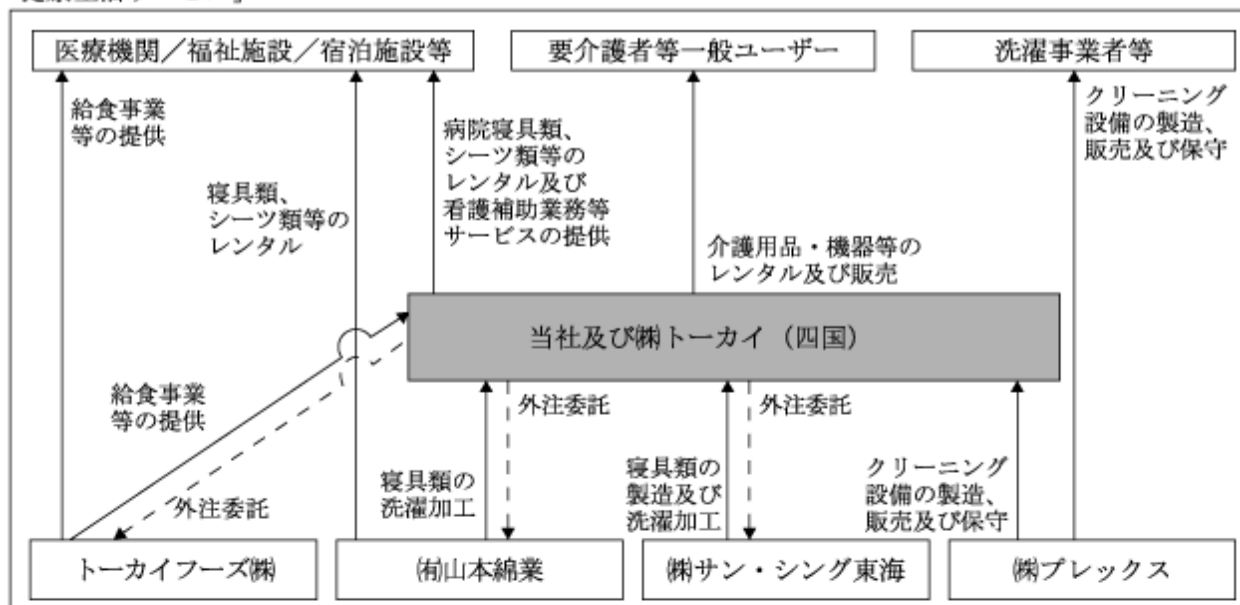 医療機関／福祉施設／宿泊施設等
要介護者等一般ユーザー
洗濯事業者等
給食事業
等の提供
寝具類、
シーツ類等の
レンタル
病院寝具類、
シーツ類等の
レンタル及び
看護補助業務等
サービスの提供
介護用品・機器等の
レンタル及び販売
クリーニング
設備の製造、
販売及び保守
当社及び㈱トーカイ（四国）
給食事業
等の提供
外注委託
寝具類の
洗濯加工
外注委託
寝具類の
製造及び
洗濯加工
外注委託
クリーニング
設備の製造、
販売及び保守
トーカイフーズ㈱
㈲山本綿業
㈱サン・シング東海
㈱プレックス